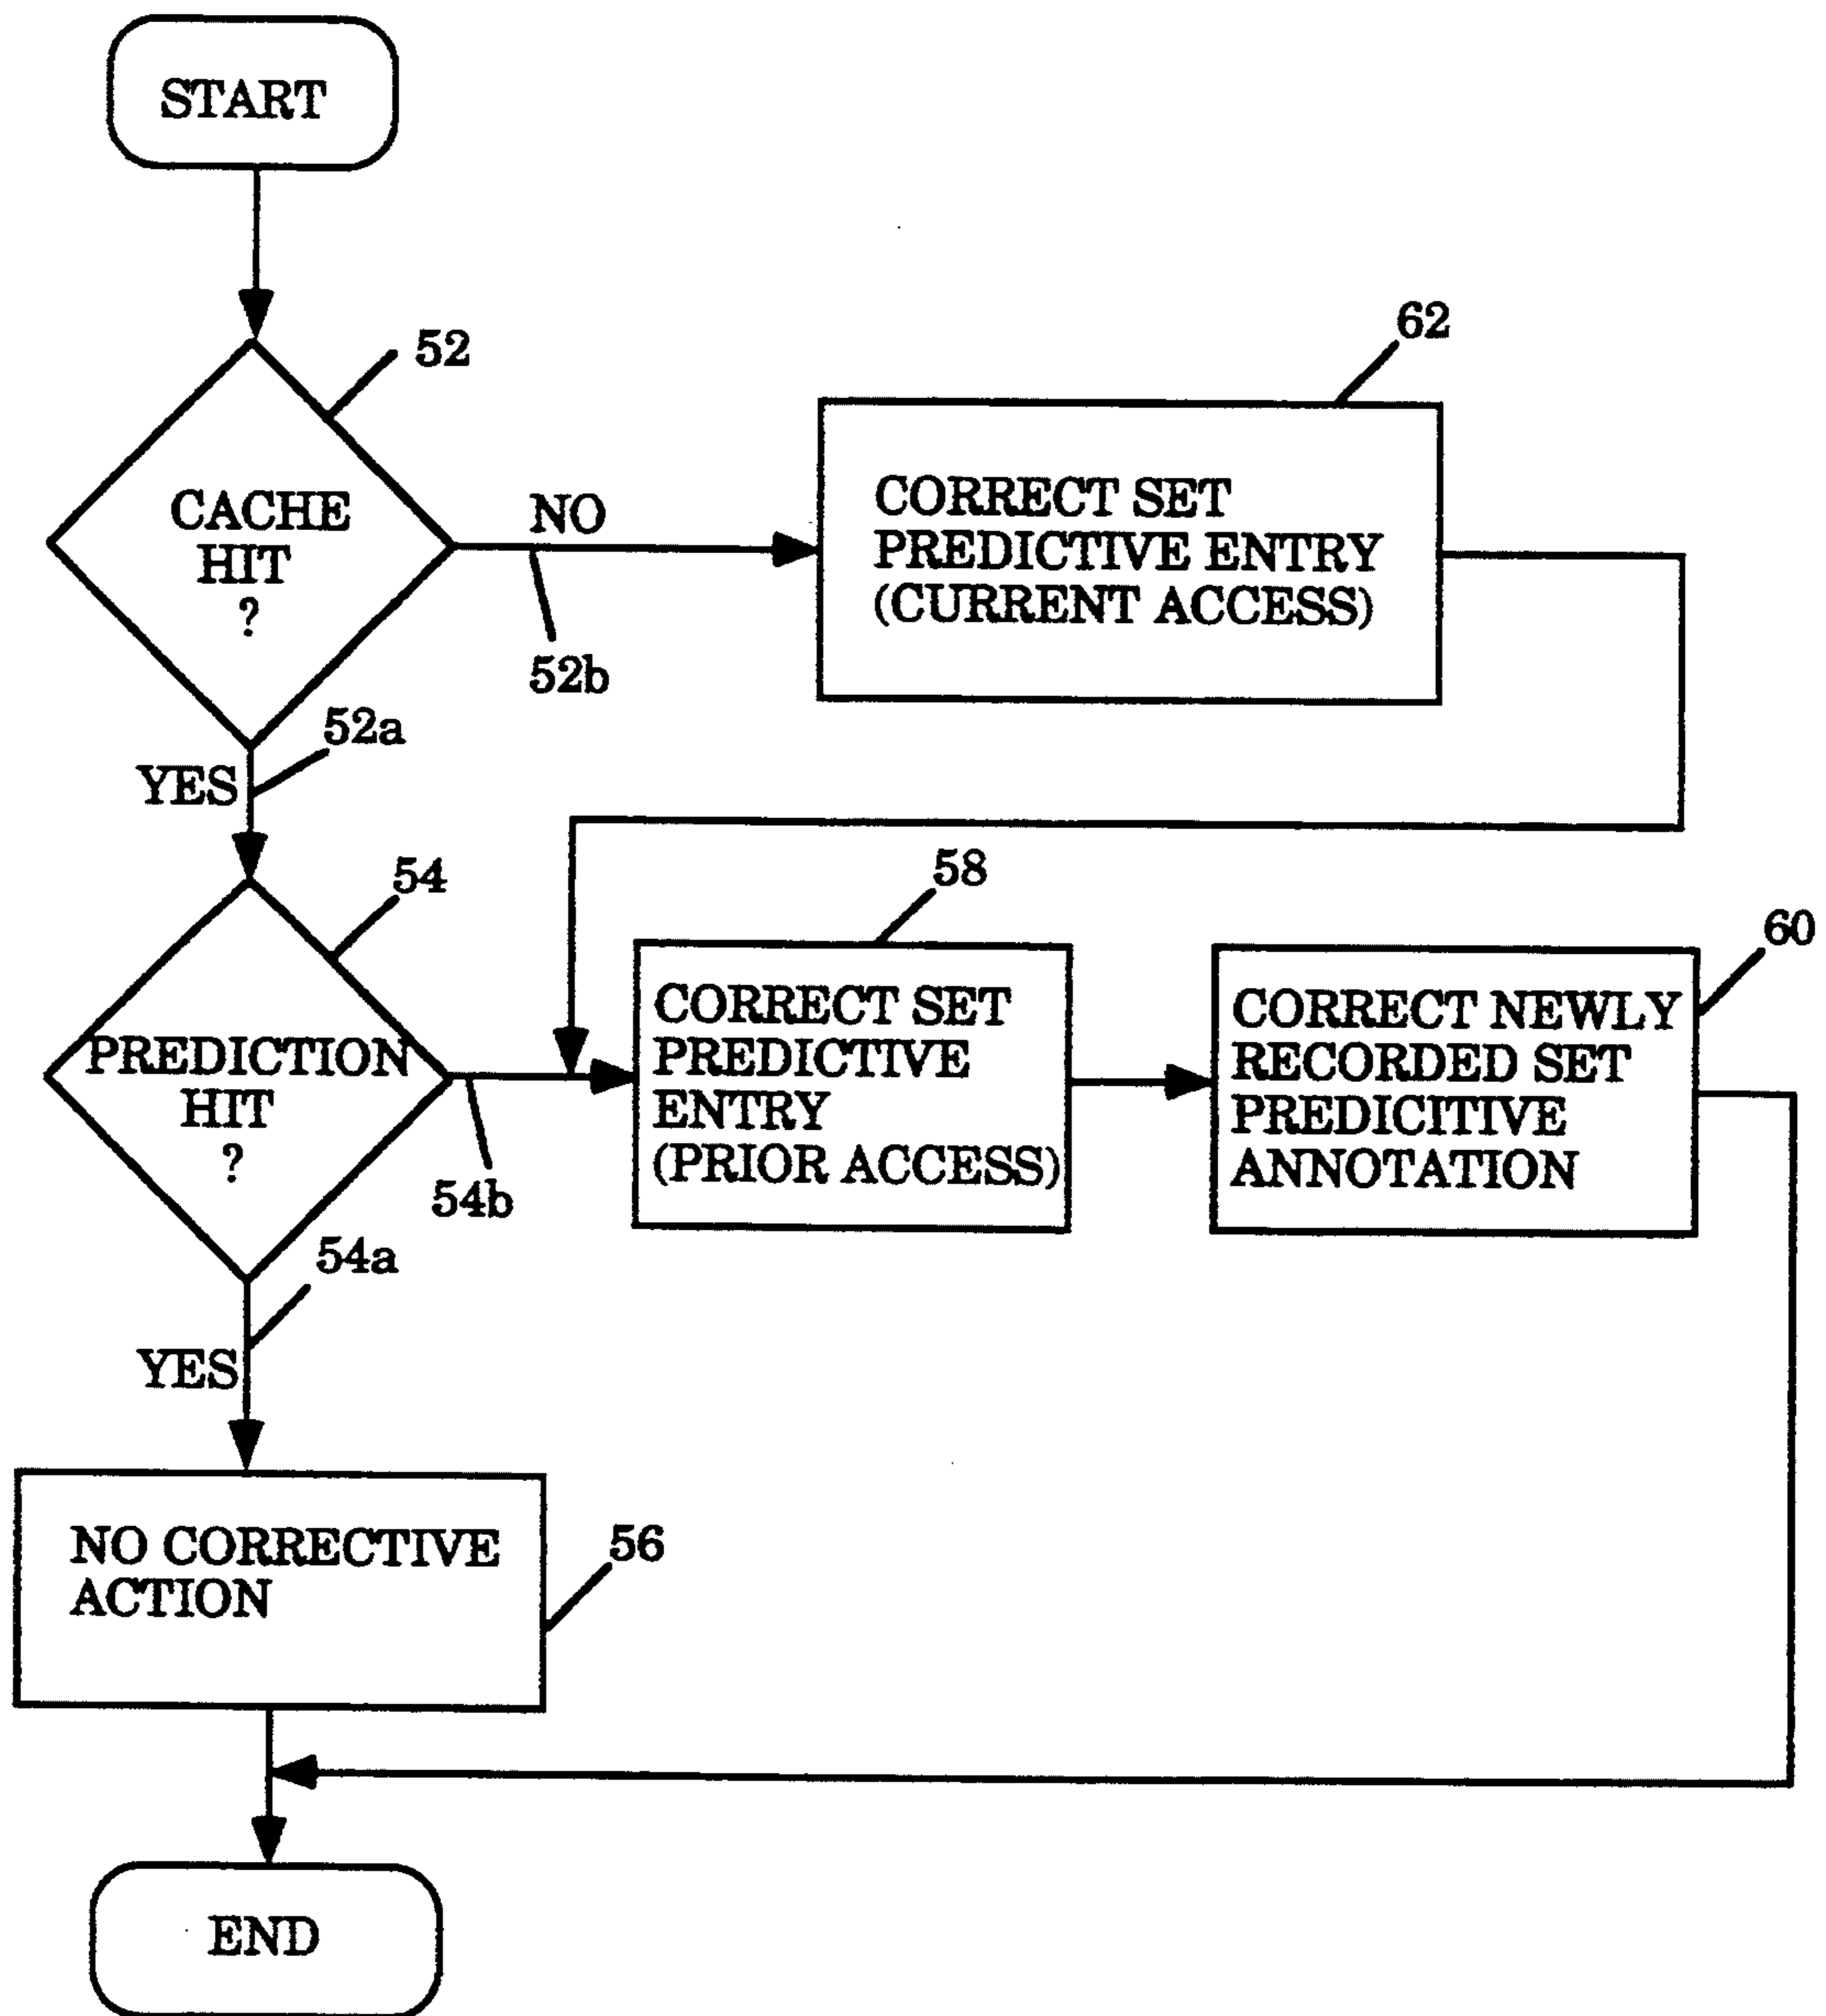 START
52
62
CACHE
HIT
?
NO
52b
CORRECT SET
PREDICTIVE ENTRY
(CURRENT ACCESS)
52a
YES
54
58
60
PREDICTION
HIT
?
54b
CORRECT SET
PREDICTIVE
ENTRY
(PRIOR ACCESS)
CORRECT NEWLY
RECORDED SET
PREDICITIVE
ANNOTATION
54a
YES
NO CORRECTIVE
ACTION
56
END